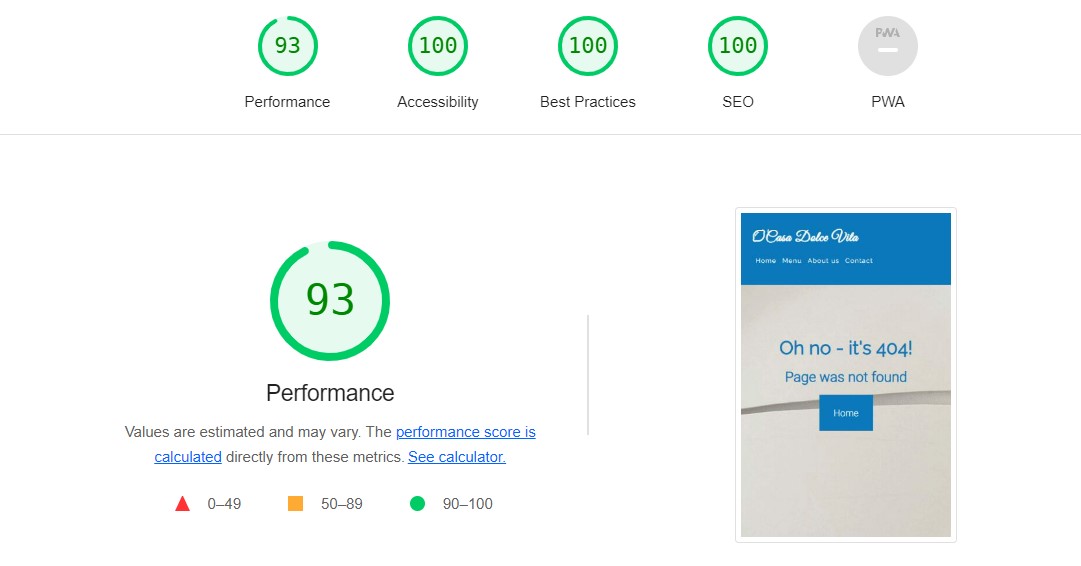 93
100
100
100
PWA
Performance
Accessibility
Best Practices
SEO
PWA
93
Performance
Values are estimated and may vary. The performance score is
calculated directly from these metrics. See calculator.
0–49
50–89
90–100
O'Casa Dolce Vita
Home Menu About us Contact
Oh no - it's 404!
Page was not found
Home